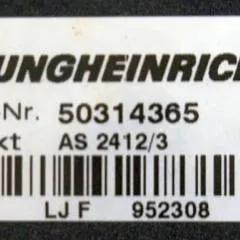 UNGHEINRICH
-Nr. 50314365
kt AS 2412/3
LJ F 952308